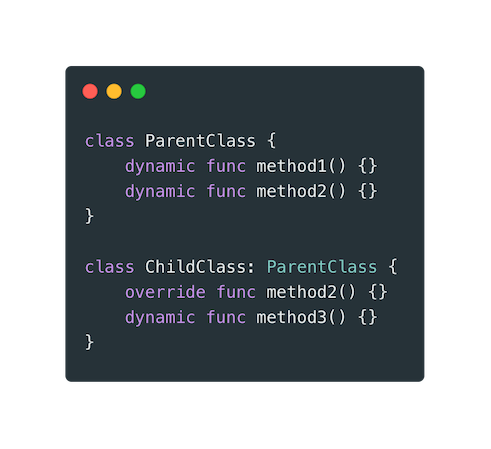 class ParentClass {
    dynamic func method1() {}
    dynamic func method2() {}
}

class ChildClass: ParentClass {
    override func method2() {}
    dynamic func method3() {}
}